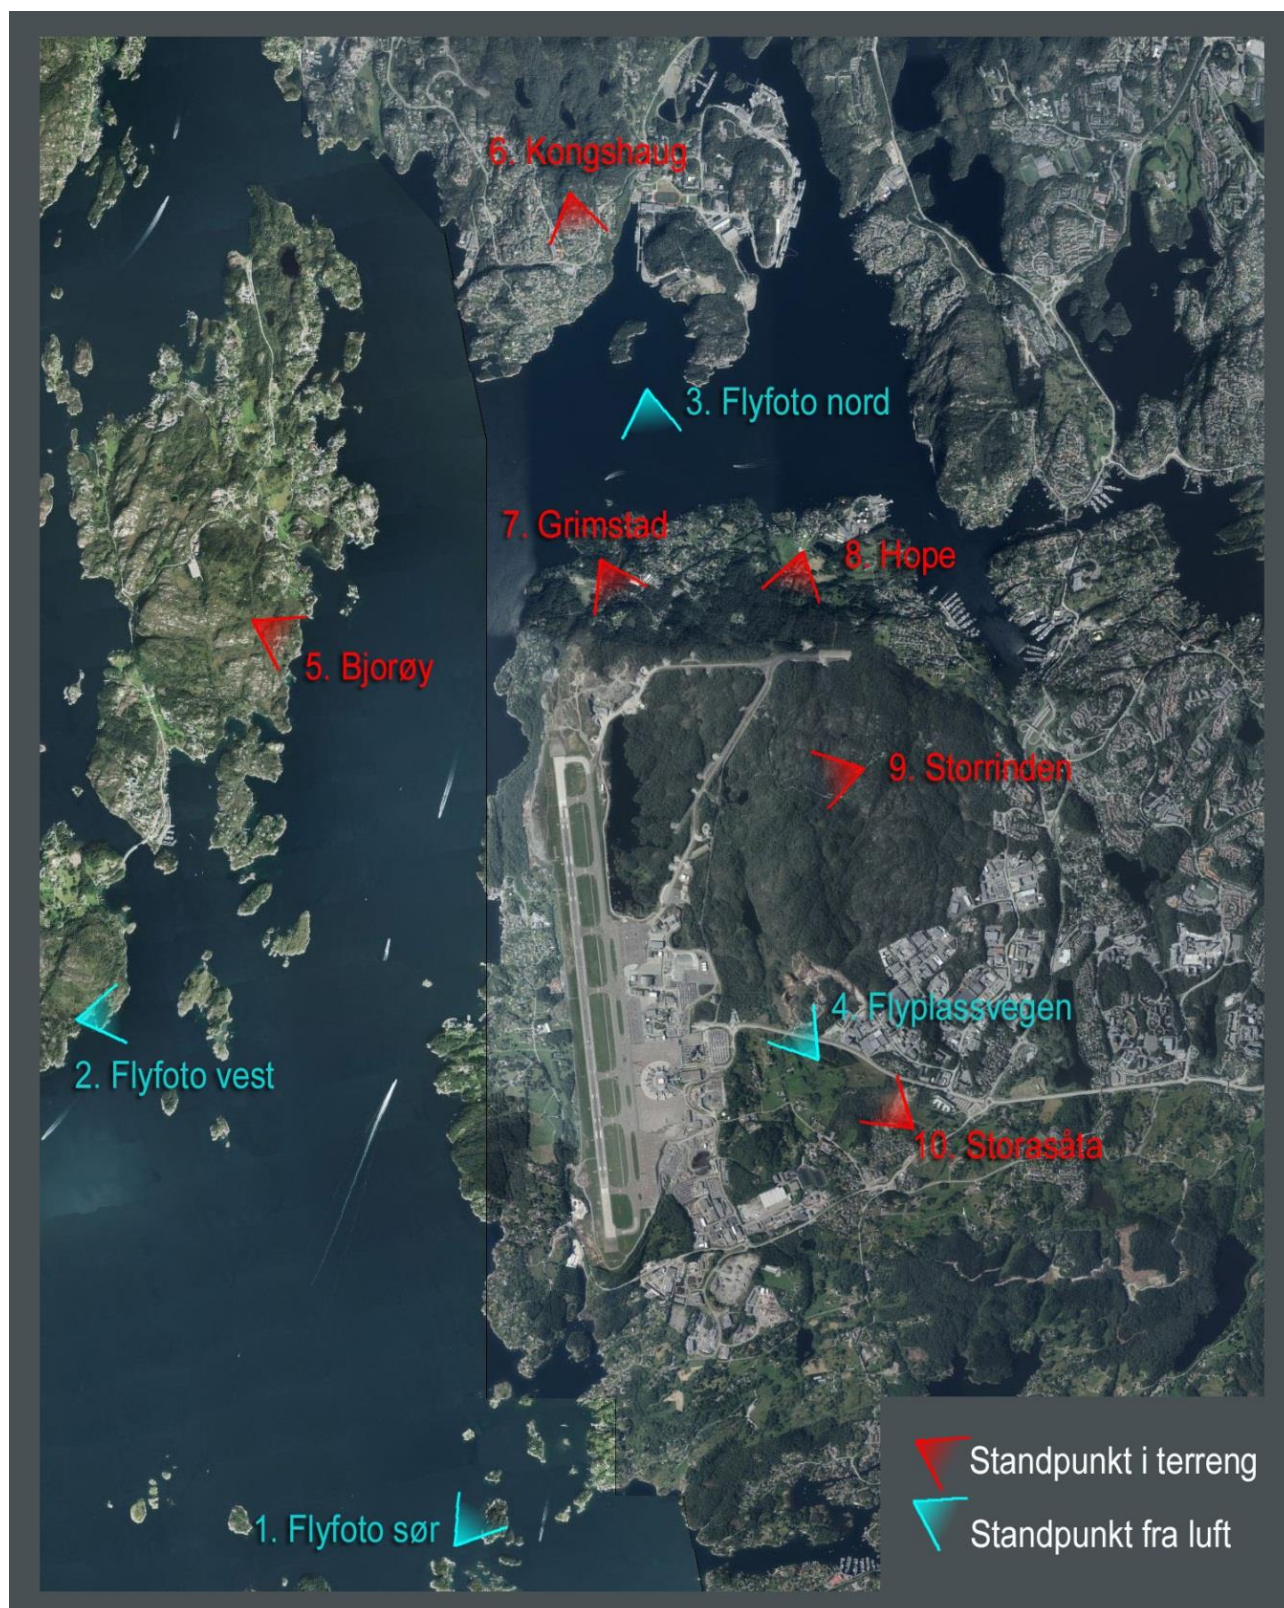 6. Kongshaug
3. Flyfoto nord
7. Grimstad
8. Hope
5. Bjorøy
9. Storrinden
4. Flyplassvegen
2. Flyfoto vest
10. Storasåta
1. Flyfoto sør
Standpunkt i terreng
Standpunkt fra luft